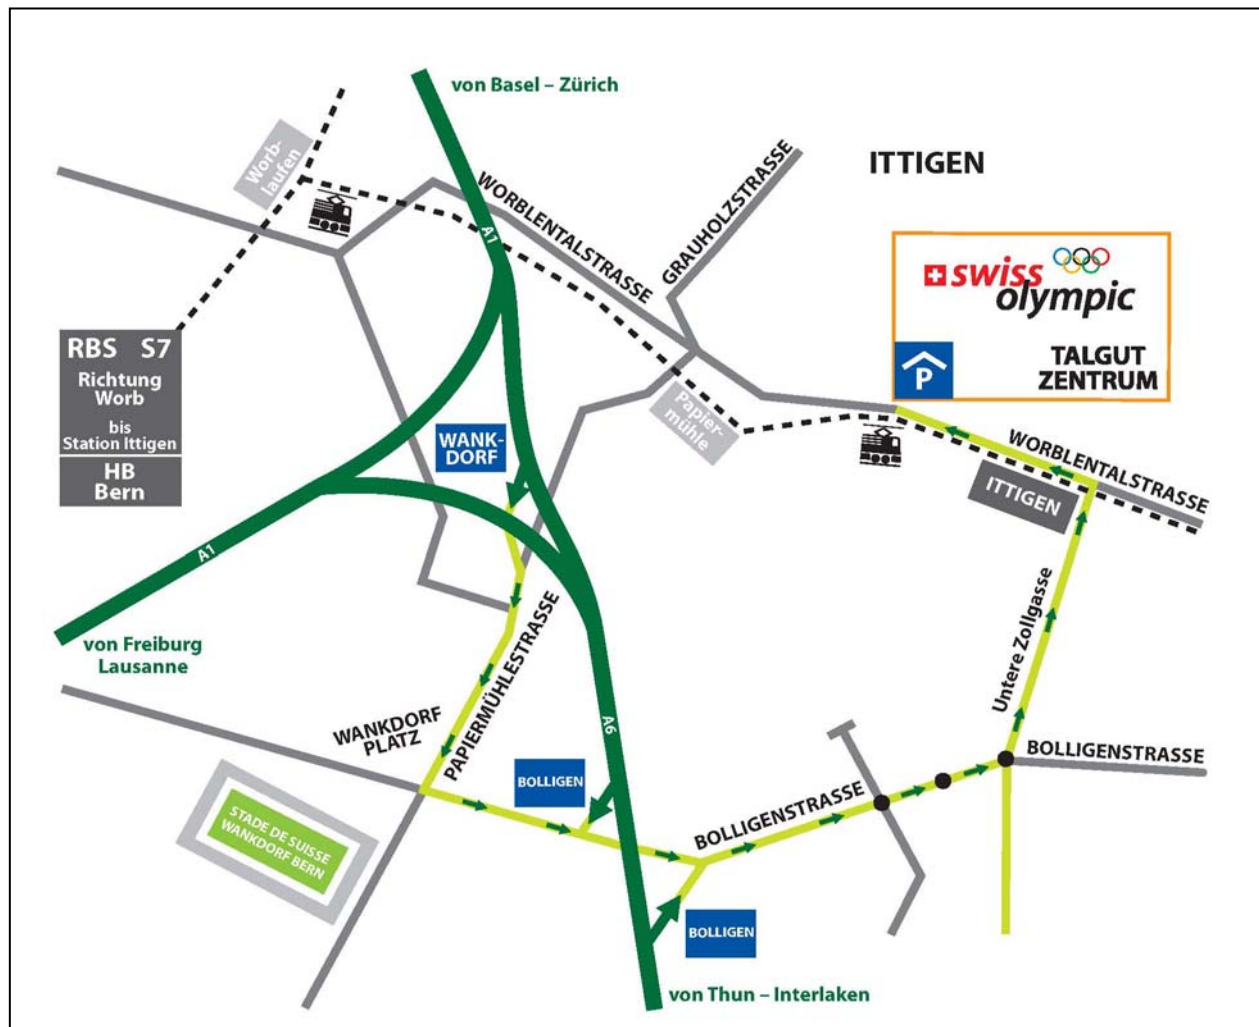 von Basel – Zürich
Worb-
laufen
WORBLENTALSTRASSE
GRAUHOLZSTRASSE
ITTIGEN
A1
swiss
olympic
TALGUT
ZENTRUM
P
RBS S7
Richtung
Worb
bis
Station Ittigen
HB
Bern
Papier-
mühle
WANK-
DORF
WORBLENTALSTRASSE
ITTIGEN
A1
von Freiburg
Lausanne
PAPIERMÜHLESTRASSE
Untere Zollgasse
WANKDORF
PLATZ
A6
BOLLIGENSTRASSE
BOLLIGEN
BOLLIGENSTRASSE
STADE DE SUISSE
WANKDORF BERN
BOLLIGEN
von Thun – Interlaken